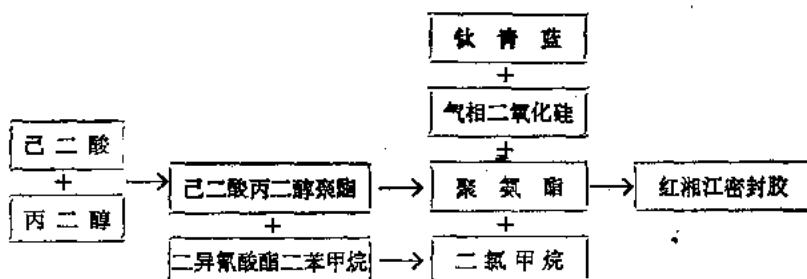 钛青蓝
+
气相二氧化硅
+
己二酸
+
丙二醇
己二酸丙二醇聚酯
+
二异氰酸酯二苯甲烷
聚氨酯
+
二氯甲烷
红湘江密封胶